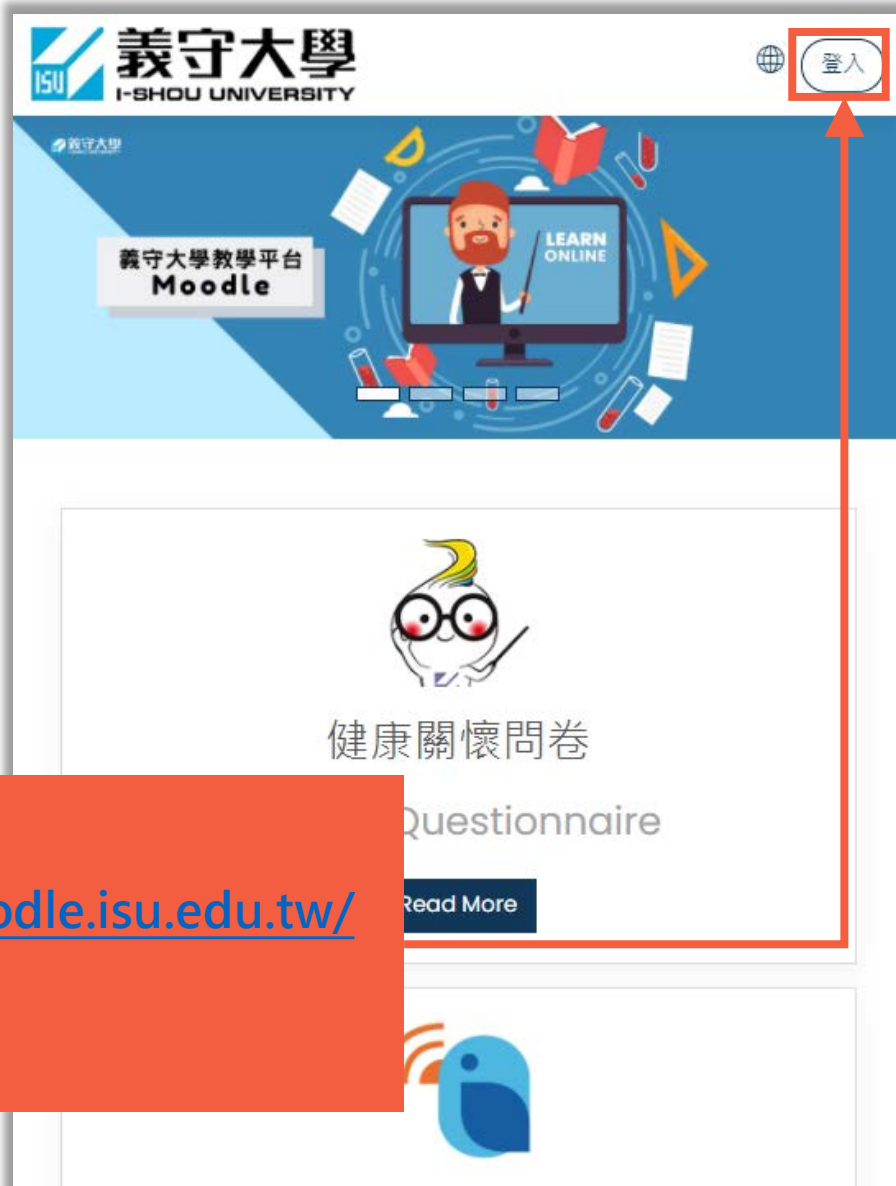 ISU 義守大學
I-SHOU UNIVERSITY
登入
義守大學
義守大學教學平台
Moodle
LEARN
ONLINE
健康關懷問卷
Questionnaire
Read More
odle.isu.edu.tw/